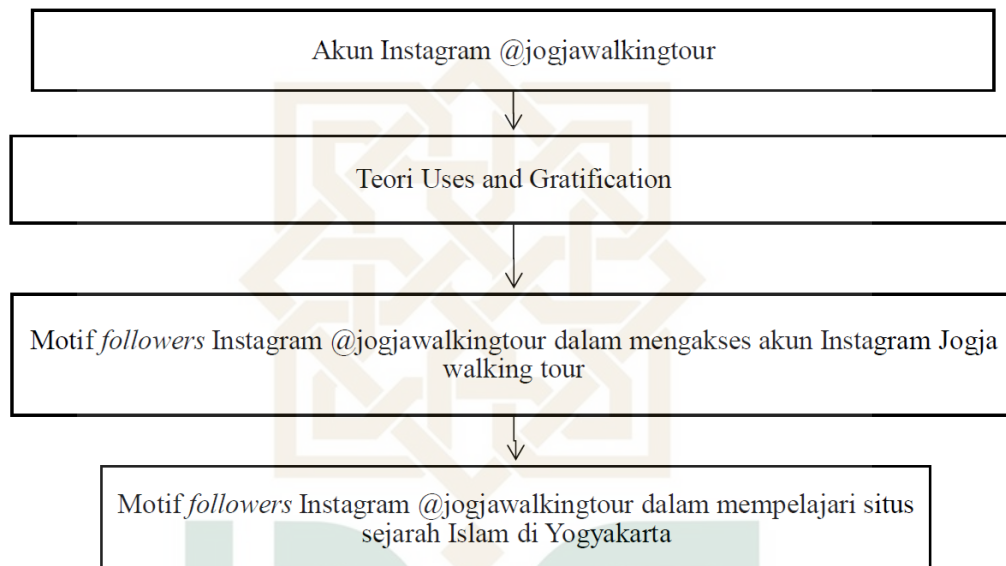 Akun Instagram @jogjawalkingtour
Teori Uses and Gratification
Motif followers Instagram @jogjawalkingtour dalam mengakses akun Instagram Jogja
walking tour
Motif followers Instagram @jogjawalkingtour dalam mempelajari situs
sejarah Islam di Yogyakarta